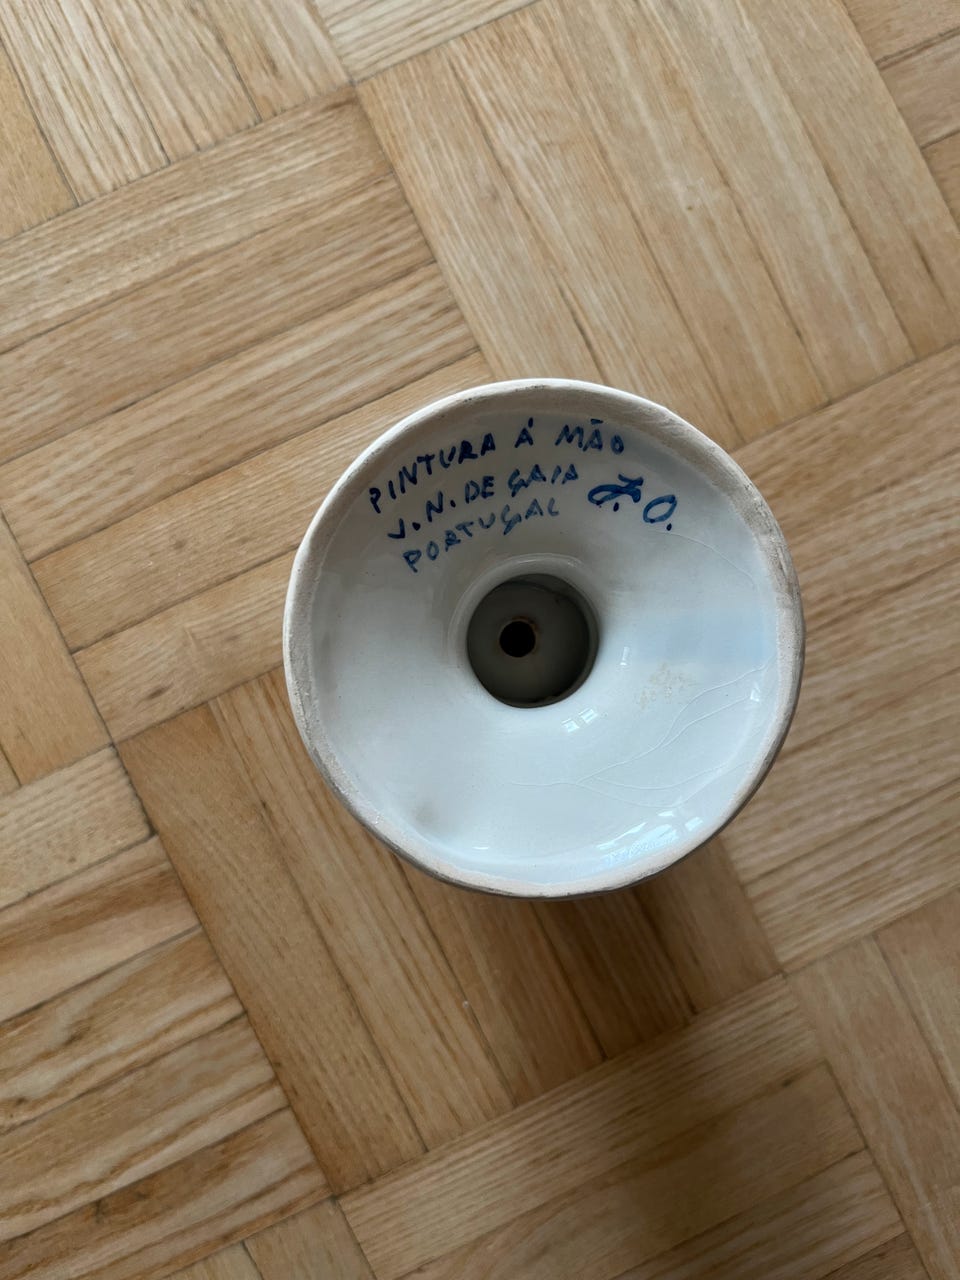 PINTURA Á MÃO
V.N. DE GAIA
PORTUGAL
J.O.